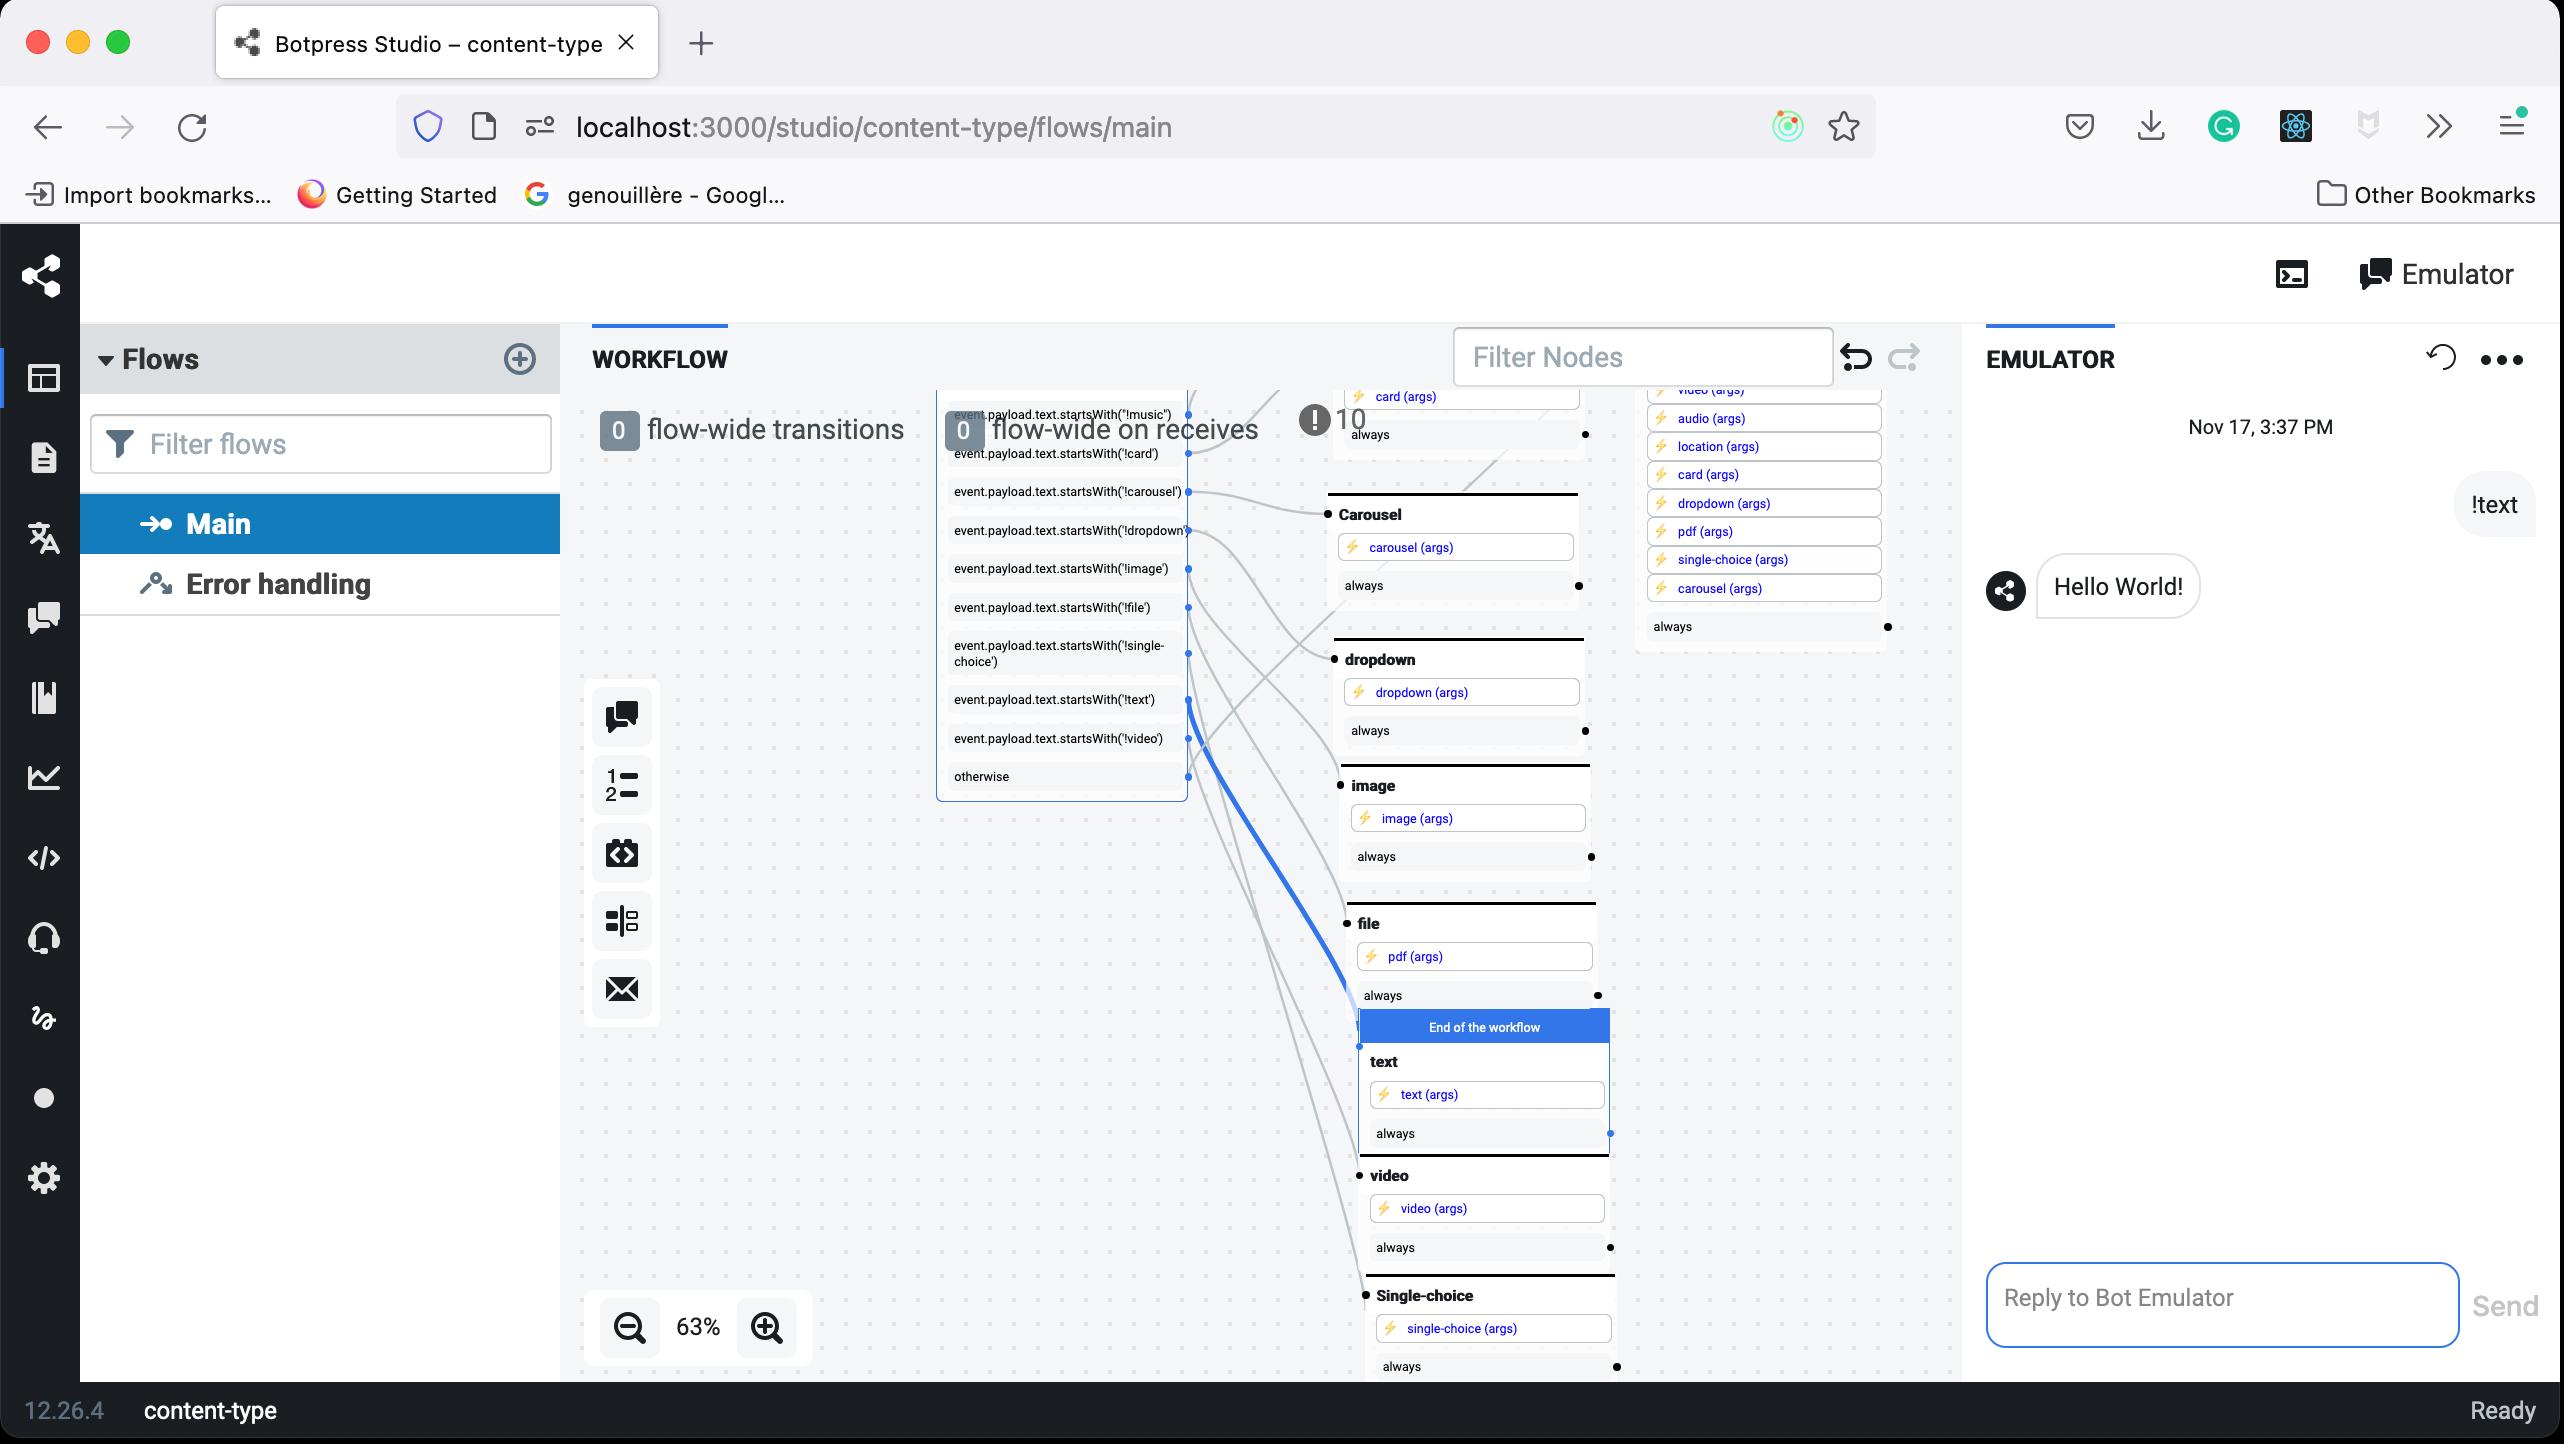 Botpress Studio – content-type
localhost:3000/studio/content-type/flows/main
Import bookmarks...
Getting Started
genouillère - Googl...
Other Bookmarks
Emulator
Flows
Filter flows
Main
Error handling
WORKFLOW
Filter Nodes
0 flow-wide transitions
0 flow-wide on receives
10
event.payload.text.startsWith("!music")
event.payload.text.startsWith('!card')
event.payload.text.startsWith('!carousel')
event.payload.text.startsWith('!dropdown')
event.payload.text.startsWith('!image')
event.payload.text.startsWith('!file')
event.payload.text.startsWith('!single-
choice')
event.payload.text.startsWith('!text')
event.payload.text.startsWith('!video')
otherwise
card (args)
always
Carousel
carousel (args)
always
dropdown
dropdown (args)
always
image
image (args)
always
file
pdf (args)
always
End of the workflow
text
text (args)
always
video
video (args)
always
Single-choice
single-choice (args)
always
video (args)
audio (args)
location (args)
card (args)
dropdown (args)
pdf (args)
single-choice (args)
carousel (args)
always
63%
EMULATOR
Nov 17, 3:37 PM
!text
Hello World!
Reply to Bot Emulator
Send
12.26.4
content-type
Ready